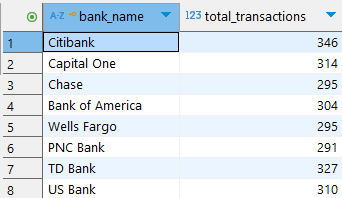 bank_name 123 total_transactions
1 Citibank 346
2 Capital One 314
3 Chase 295
4 Bank of America 304
5 Wells Fargo 295
6 PNC Bank 291
7 TD Bank 327
8 US Bank 310